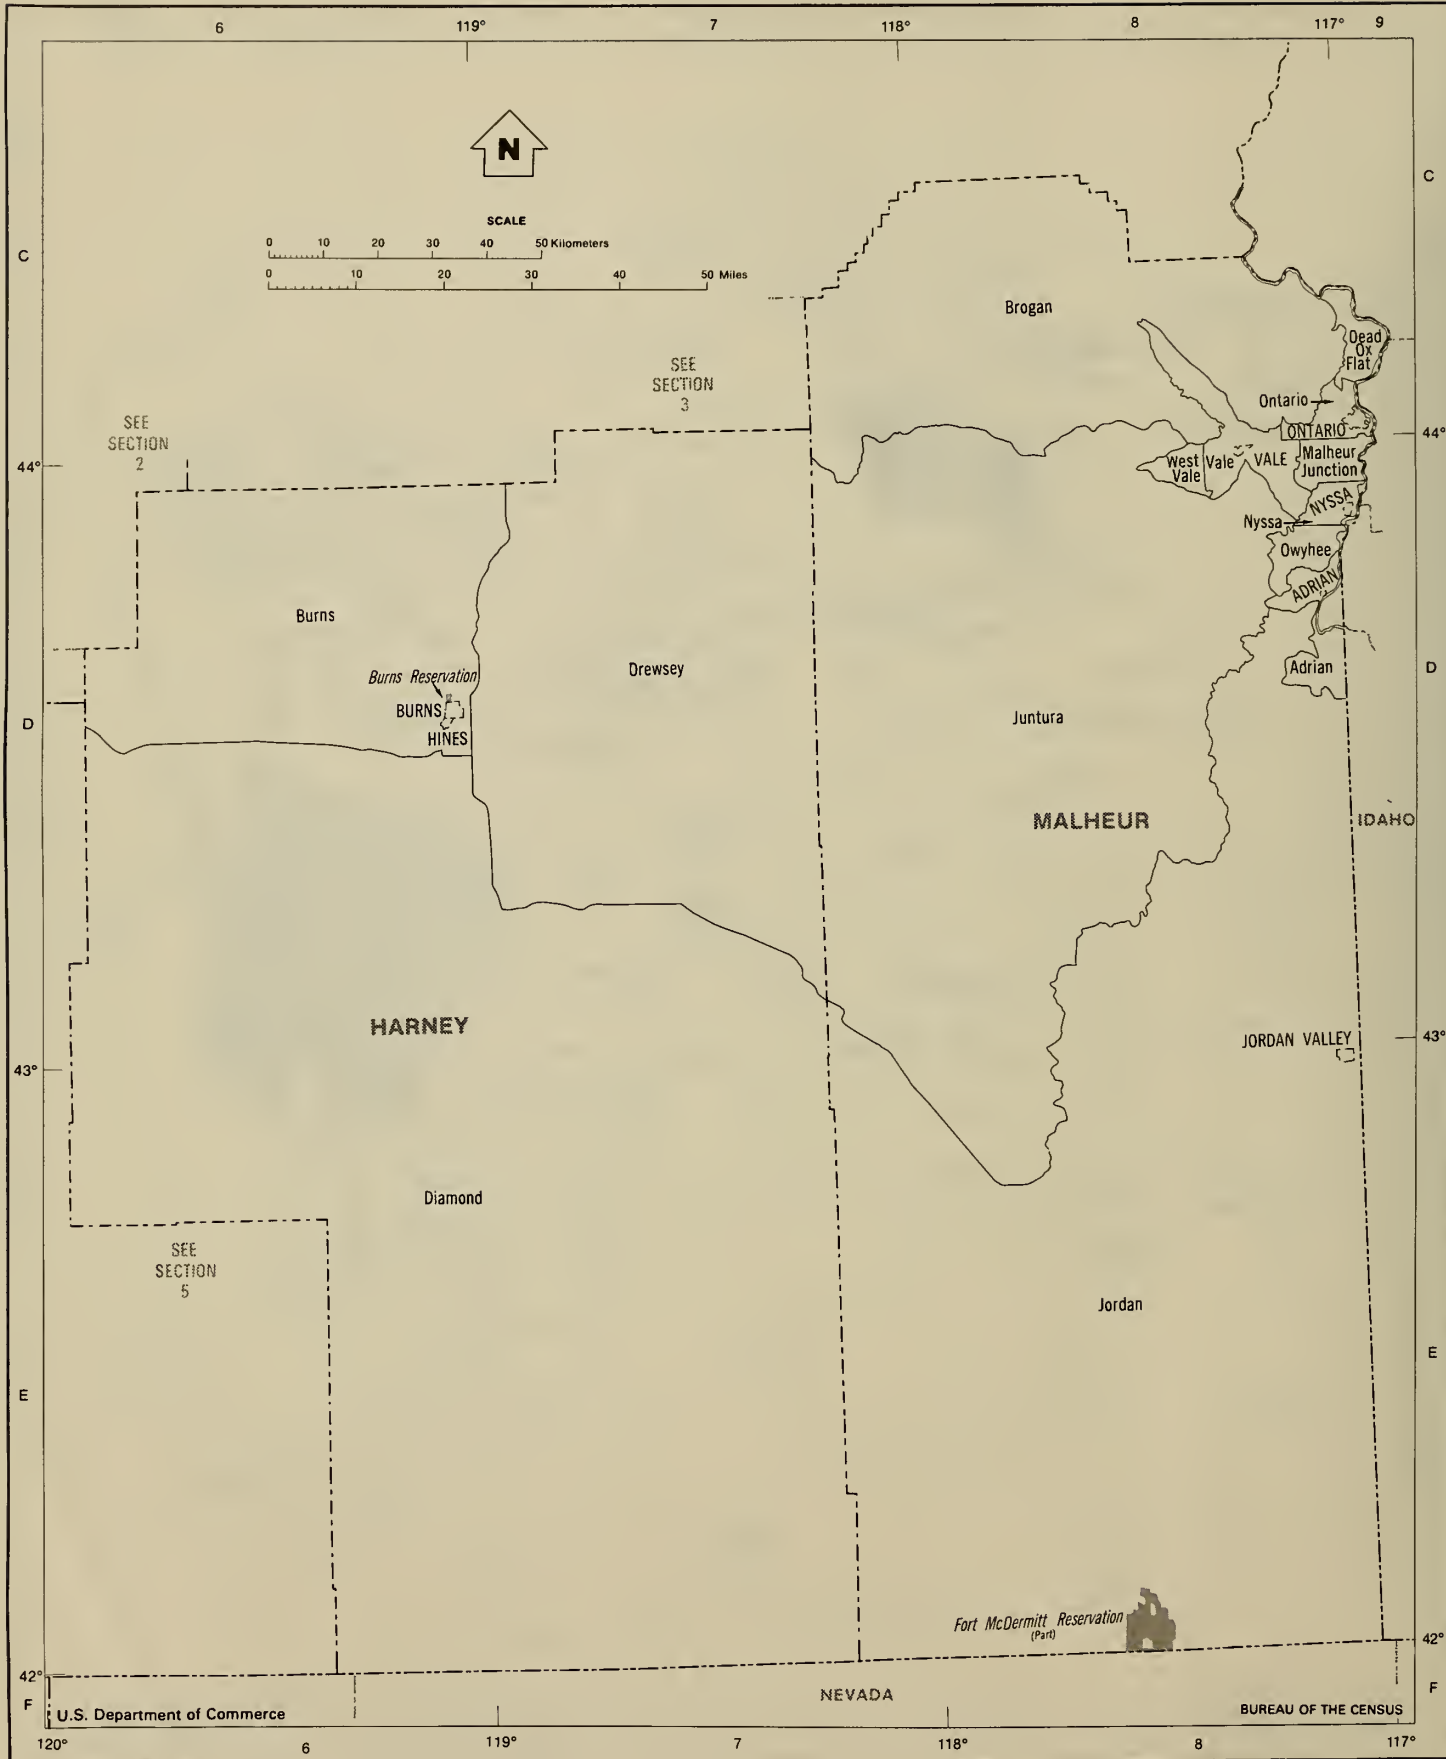 6
119°
7
118°
8
117°
9
N
SCALE
0 10 20 30 40 50 Kilometers
0 10 20 30 40 50 Miles
C
C
Brogan
Dead
Ox
Flat
SEE
SECTION
3
Ontario
ONTARIO
SEE
SECTION
2
44°
44°
West
Vale
Vale
VALE
Malheur
Junction
NYSSA
Nyssa
Owyhee
ADRIAN
Burns
Drewsey
Adrian
D
D
Burns Reservation
BURNS
HINES
Juntura
MALHEUR
IDAHO
HARNEY
JORDAN VALLEY
43°
43°
Diamond
SEE
SECTION
5
Jordan
E
E
Fort McDermitt Reservation
(Part)
42°
42°
NEVADA
F
F
U.S. Department of Commerce
BUREAU OF THE CENSUS
120°
6
119°
7
118°
8
117°